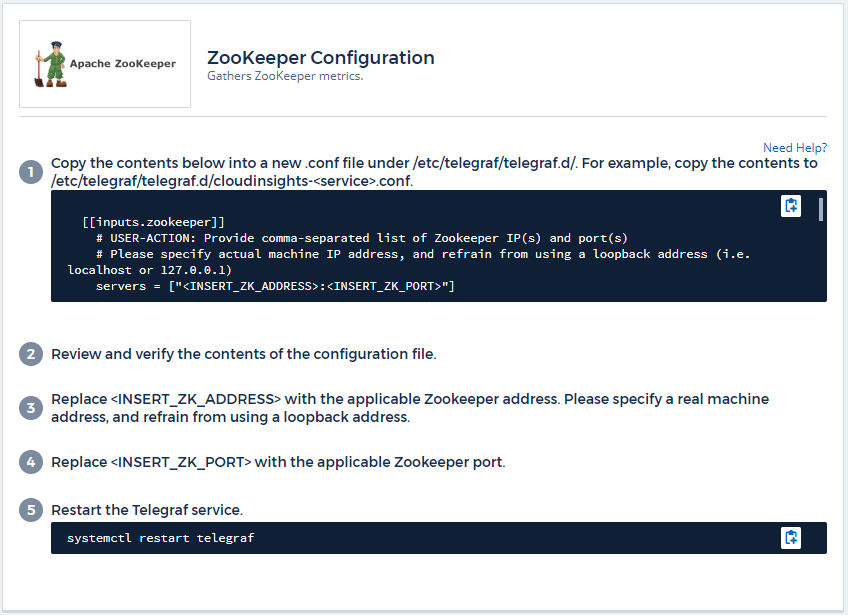 Apache ZooKeeper
ZooKeeper Configuration
Gathers ZooKeeper metrics.
Need Help?
1
Copy the contents below into a new .conf file under /etc/telegraf/telegraf.d/. For example, copy the contents to
/etc/telegraf/telegraf.d/cloudinsights-<service>.conf.
[[inputs.zookeeper]]
# USER-ACTION: Provide comma-separated list of Zookeeper IP(s) and port(s)
# Please specify actual machine IP address, and refrain from using a loopback address (i.e.
localhost or 127.0.0.1)
servers = ["<INSERT_ZK_ADDRESS>:<INSERT_ZK_PORT>"]
2
Review and verify the contents of the configuration file.
3
Replace <INSERT_ZK_ADDRESS> with the applicable Zookeeper address. Please specify a real machine
address, and refrain from using a loopback address.
4
Replace <INSERT_ZK_PORT> with the applicable Zookeeper port.
5
Restart the Telegraf service.
systemctl restart telegraf